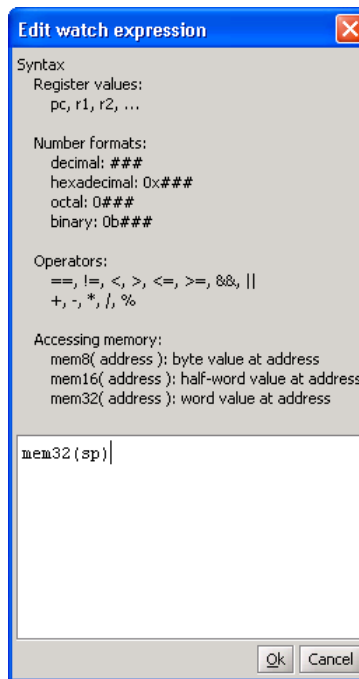 Edit watch expression
Syntax
Register values:
pc, r1, r2, ...
Number formats:
decimal: ###
hexadecimal: 0x###
octal: 0###
binary: 0b###
Operators:
==, !=, <, >, <=, >=, &&, ||
+, -, *, /, %
Accessing memory:
mem8( address ): byte value at address
mem16( address ): half-word value at address
mem32( address ): word value at address
mem32(sp)
Ok Cancel